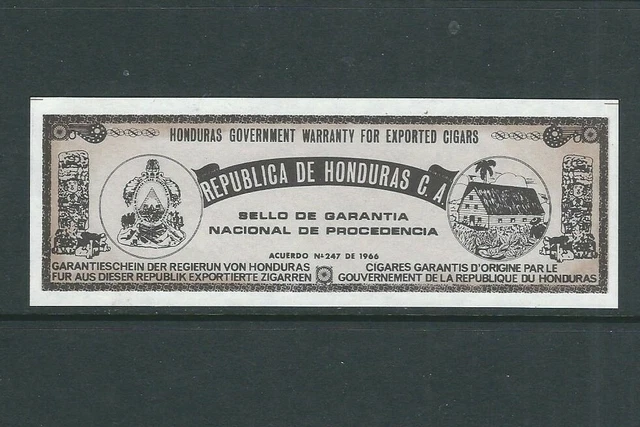 HONDURAS GOVERNMENT WARRANTY FOR EXPORTED CIGARS
REPUBLICA DE HONDURAS C. A.
SELLO DE GARANTIA
NACIONAL DE PROCEDENCIA
ACUERDO No 247 DE 1966
GARANTIESCHEIN DER REGIERUN VON HONDURAS
FUR AUS DIESER REPUBLIK EXPORTIERTE ZIGARREN
CIGARES GARANTIS D'ORIGINE PAR LE
GOUVERNEMENT DE LA REPUBLIQUE DU HONDURAS